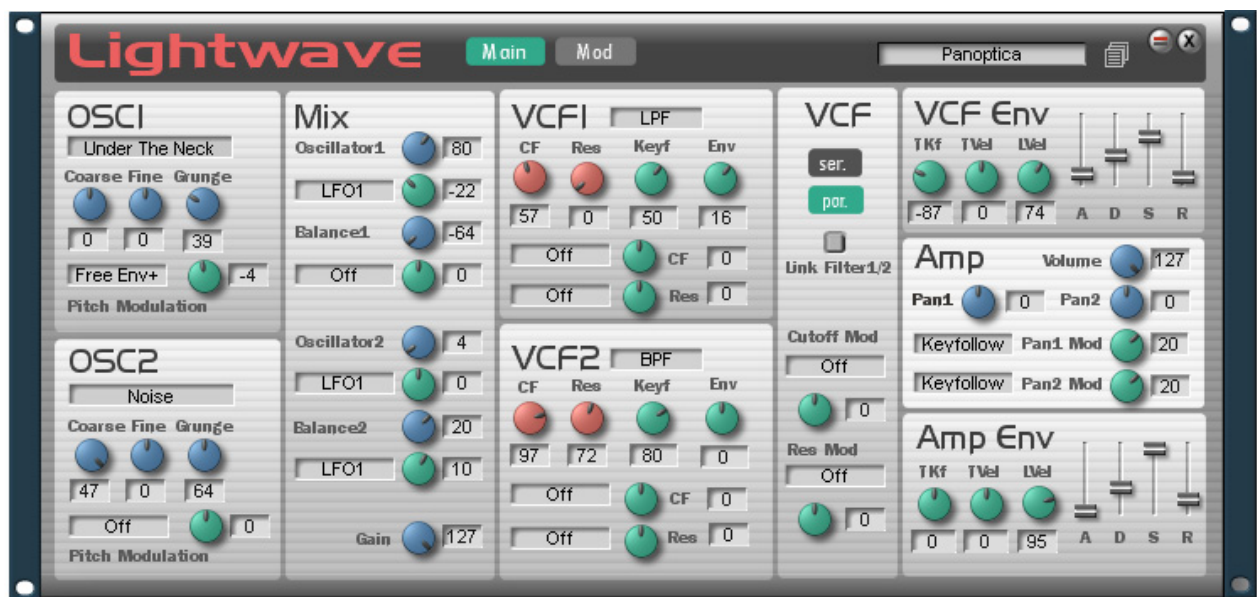 Lightwave
Main Mod
Panoptica
OSC1
Under The Neck
Coarse Fine Grunge
0 0 39
Free Env+ -4
Pitch Modulation
OSC2
Noise
Coarse Fine Grunge
47 0 64
Off 0
Pitch Modulation
Mix
Oscillator1 80
LFO1 -22
Balance1 -64
Off 0
Oscillator2 4
LFO1 0
Balance2 20
LFO1 10
Gain 127
VCF1 LPF
CF Res Keyf Env
57 0 50 16
Off CF 0
Off Res 0
VCF2 BPF
CF Res Keyf Env
97 72 80 0
Off CF 0
Off Res 0
VCF
ser.
par.
Link Filter1/2
Cutoff Mod
Off
0
Res Mod
Off
0
VCF Env
TKf TVel LVel
-87 0 74 A D S R
Amp Volume 127
Pan1 0 Pan2 0
Keyfollow Pan1 Mod 20
Keyfollow Pan2 Mod 20
Amp Env
TKf TVel LVel
0 0 95 A D S R